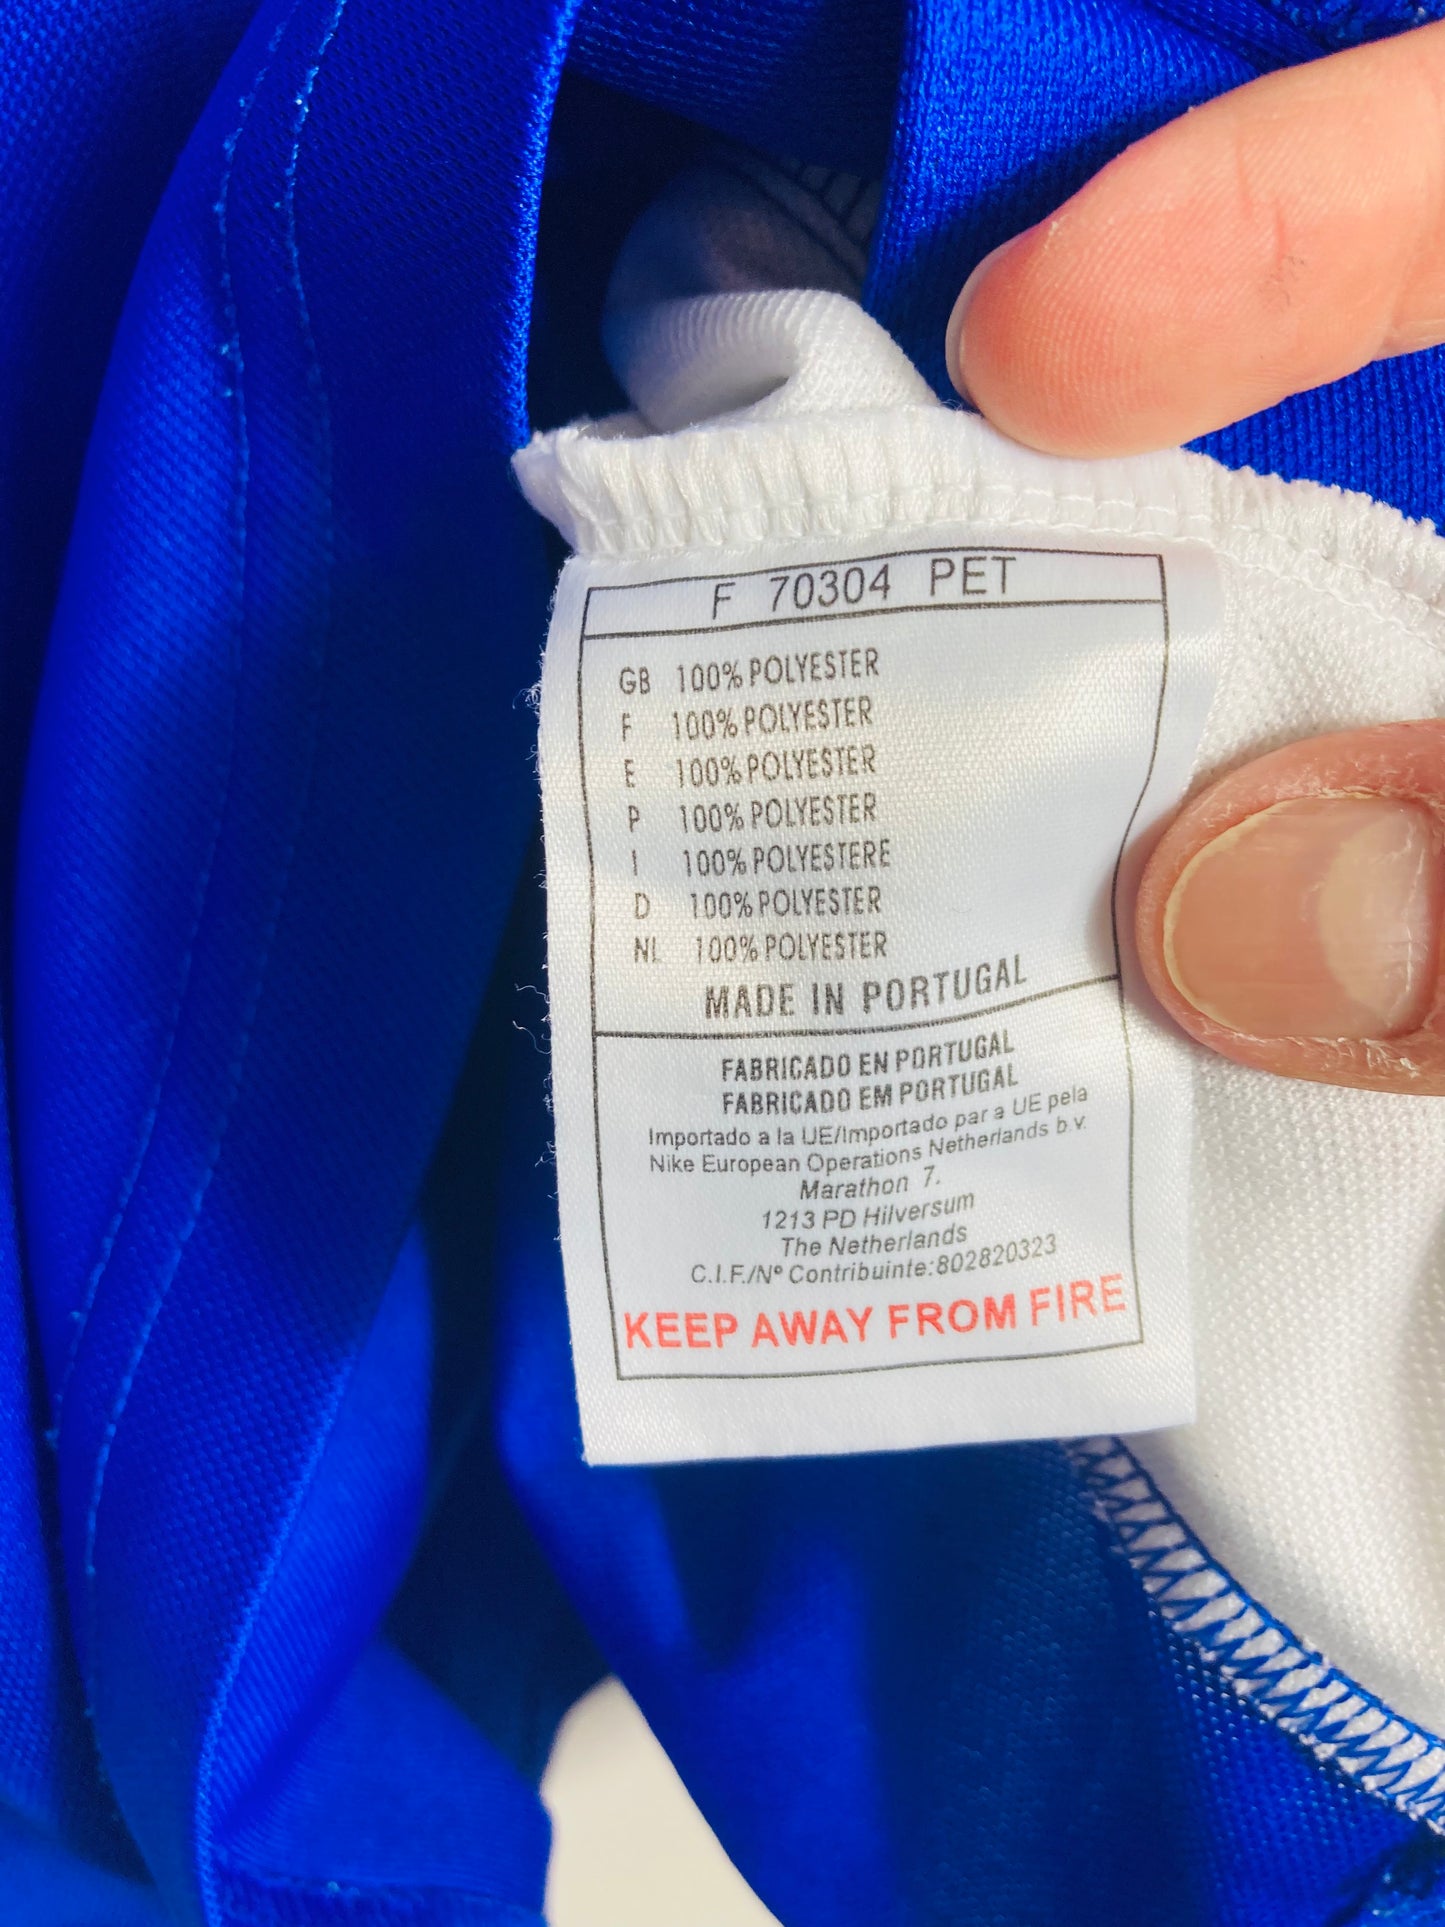 F 70304 PET
GB 100% POLYESTER
F 100% POLYESTER
E 100% POLYESTER
P 100% POLYESTER
I 100% POLYESTERE
D 100% POLYESTER
NL 100% POLYESTER
MADE IN PORTUGAL
FABRICADO EN PORTUGAL
FABRICADO EM PORTUGAL
Importado a la UE/Importado par a UE pela
Nike European Operations Netherlands b.v.
Marathon 7.
1213 PD Hilversum
The Netherlands
C.I.F./Nº Contribuinte:802820323
KEEP AWAY FROM FIRE